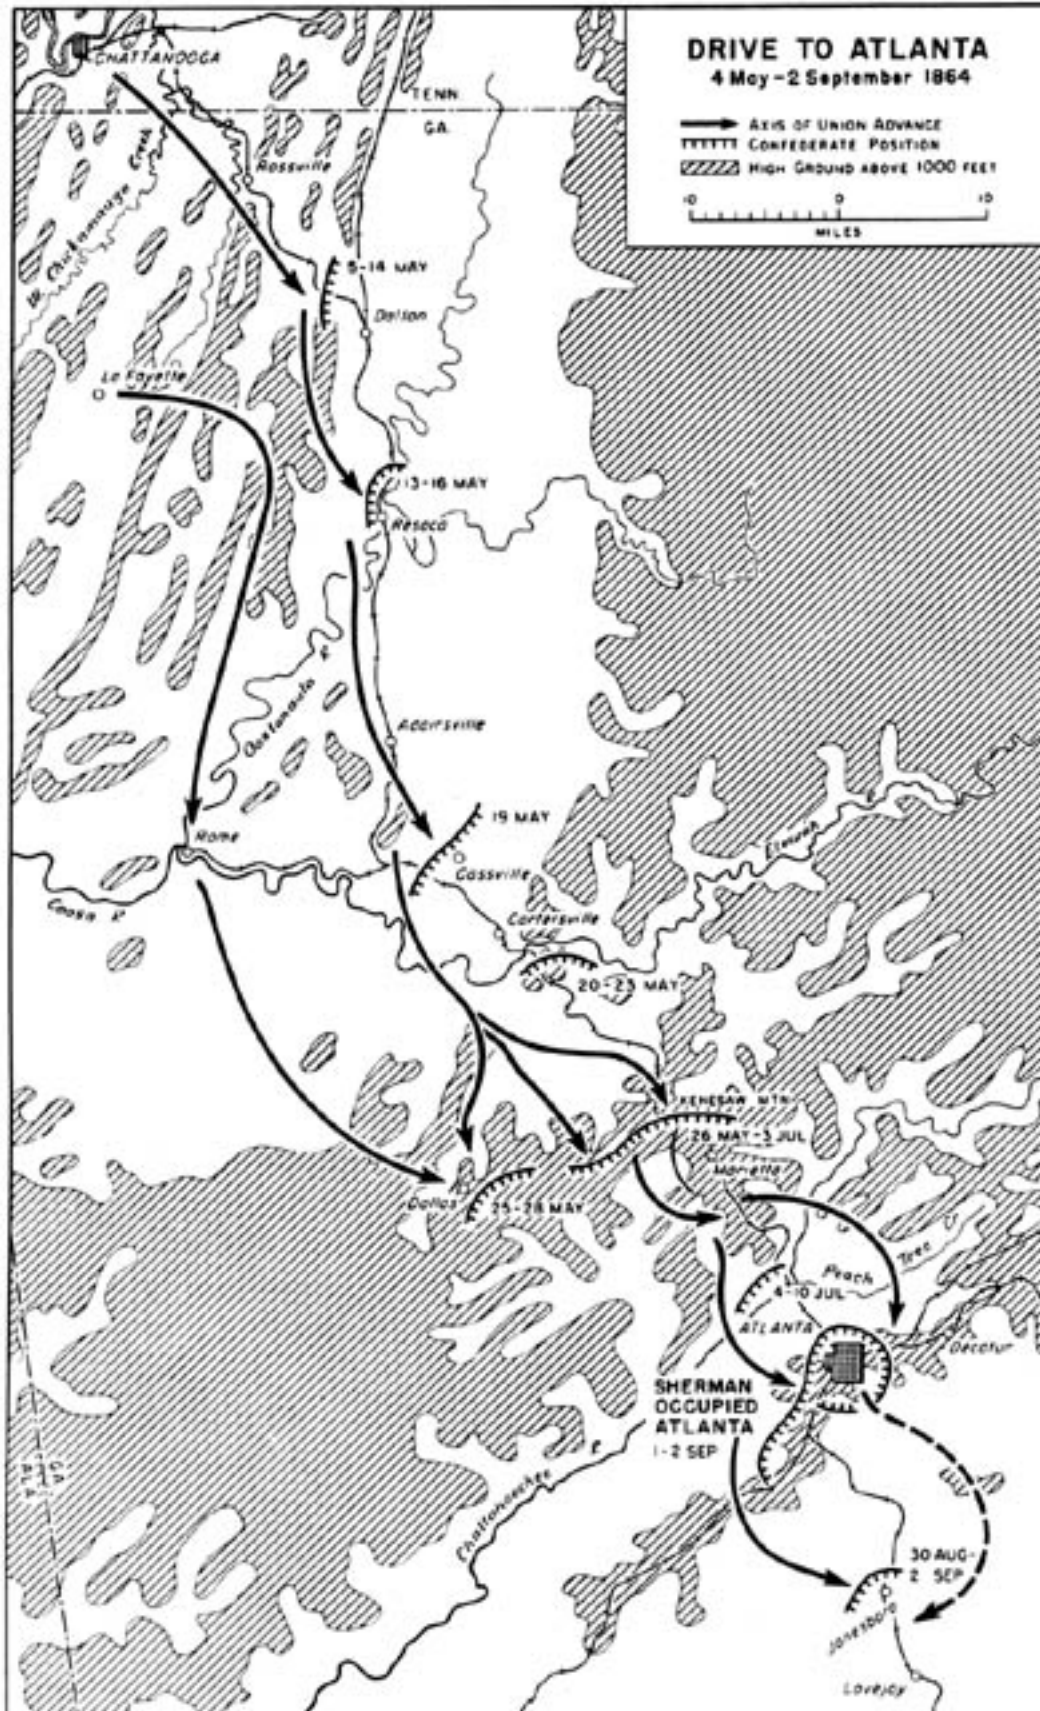 DRIVE TO ATLANTA
4 May – 2 September 1864
AXIS OF UNION ADVANCE
CONFEDERATE POSITION
HIGH GROUND ABOVE 1000 FEET
10 0 10
MILES
CHATTANOOGA
TENN
GA.
Rossville
Chickamauga Creek
5-14 MAY
Dalton
La Fayette
13-16 MAY
Resaca
Oostanaula R
Adairsville
19 MAY
Rome
Cassville
Etowah
Coosa R
Cartersville
20-23 MAY
KENESAW MTN
26 MAY-3 JUL
Marietta
Dallas
25-28 MAY
Peach Tree
4-10 JUL
ATLANTA
Decatur
SHERMAN
OCCUPIED
ATLANTA
1-2 SEP
GA
ALA
Chattahoochee R
30 AUG-
2 SEP
Jonesboro
Lovejoy